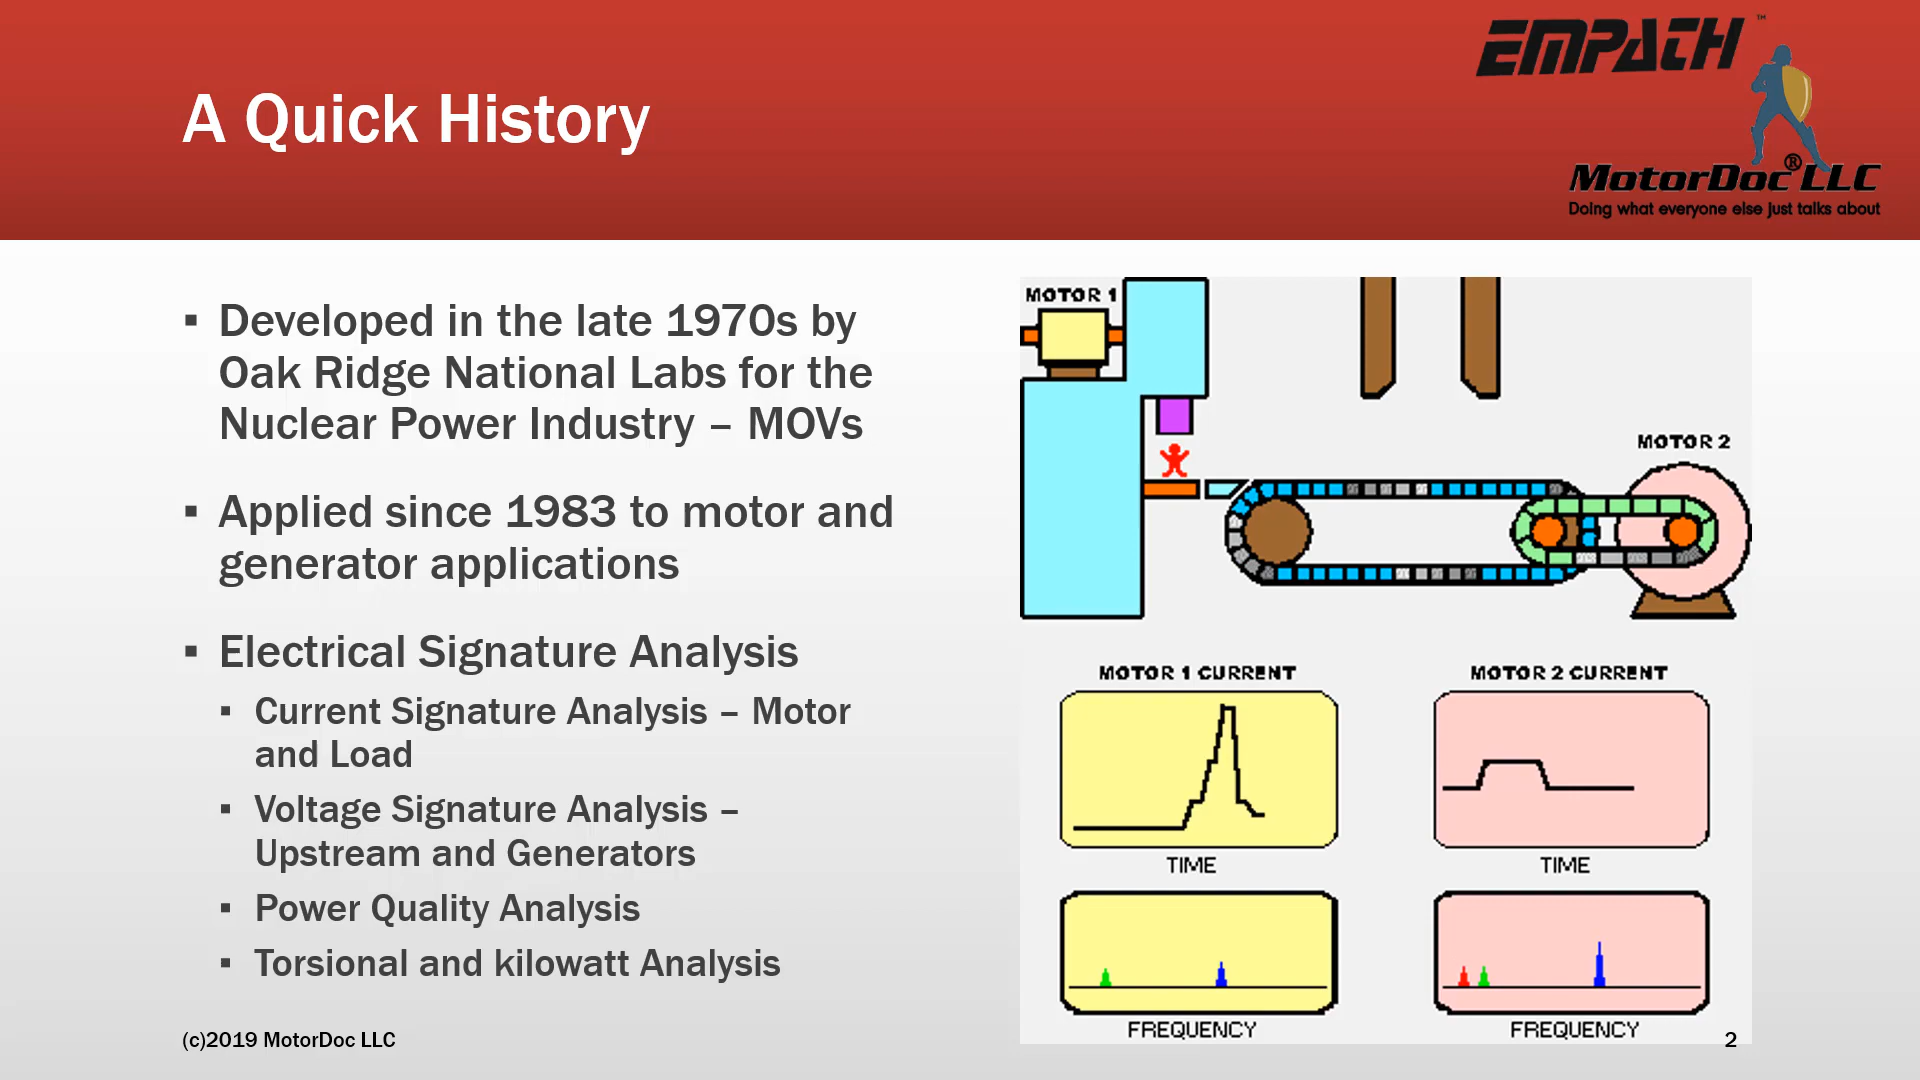 EMPATH™
A Quick History
MotorDoc® LLC
Doing what everyone else just talks about
▪ Developed in the late 1970s by
Oak Ridge National Labs for the
Nuclear Power Industry – MOVs
▪ Applied since 1983 to motor and
generator applications
▪ Electrical Signature Analysis
▪ Current Signature Analysis – Motor
and Load
▪ Voltage Signature Analysis –
Upstream and Generators
▪ Power Quality Analysis
▪ Torsional and kilowatt Analysis
MOTOR 1
MOTOR 2
MOTOR 1 CURRENT
MOTOR 2 CURRENT
TIME
TIME
FREQUENCY
FREQUENCY
(c)2019 MotorDoc LLC
2